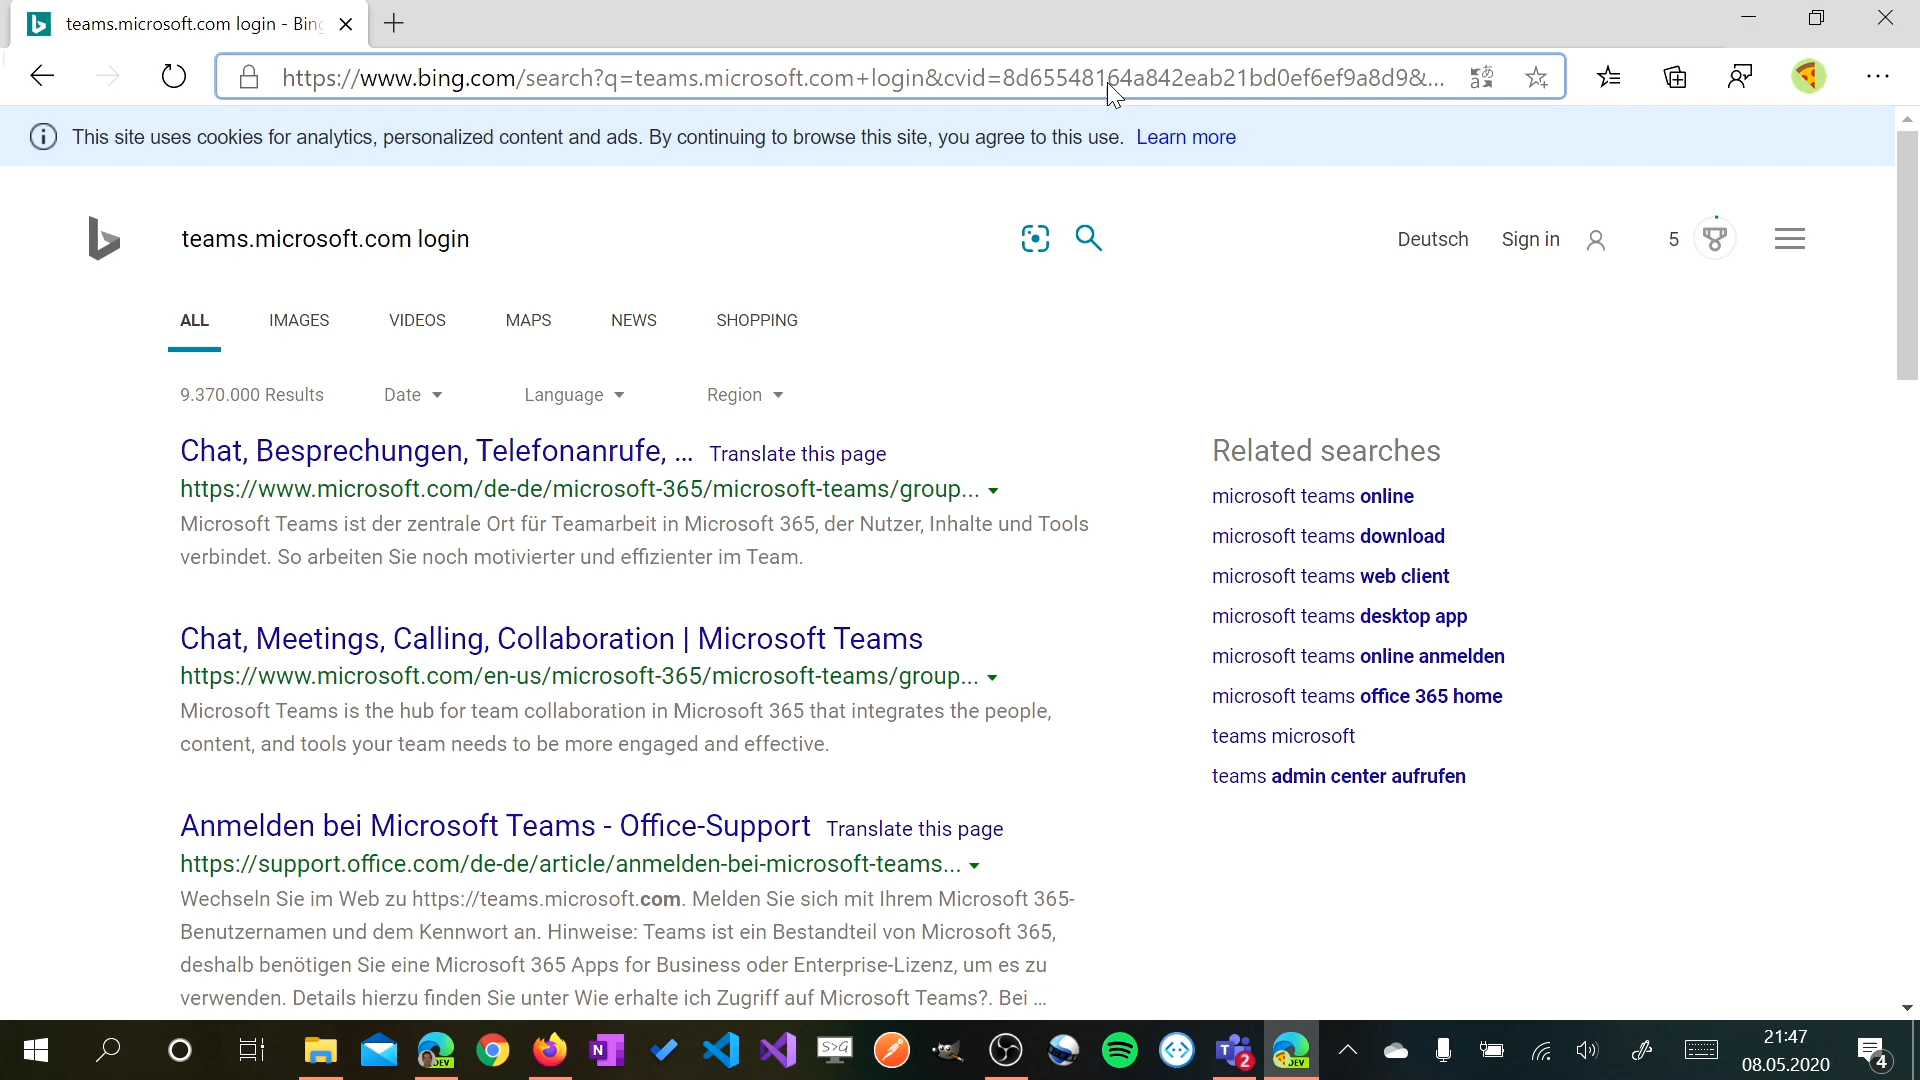 teams.microsoft.com login - Bing
https://www.bing.com/search?q=teams.microsoft.com+login&cvid=8d65548164a842eab21bd0ef6ef9a8d9&...
This site uses cookies for analytics, personalized content and ads. By continuing to browse this site, you agree to this use. Learn more
teams.microsoft.com login
Deutsch Sign in 5
ALL IMAGES VIDEOS MAPS NEWS SHOPPING
9.370.000 Results Date Language Region
Chat, Besprechungen, Telefonanrufe, ... Translate this page
https://www.microsoft.com/de-de/microsoft-365/microsoft-teams/group...
Microsoft Teams ist der zentrale Ort für Teamarbeit in Microsoft 365, der Nutzer, Inhalte und Tools
verbindet. So arbeiten Sie noch motivierter und effizienter im Team.
Chat, Meetings, Calling, Collaboration | Microsoft Teams
https://www.microsoft.com/en-us/microsoft-365/microsoft-teams/group...
Microsoft Teams is the hub for team collaboration in Microsoft 365 that integrates the people,
content, and tools your team needs to be more engaged and effective.
Anmelden bei Microsoft Teams - Office-Support Translate this page
https://support.office.com/de-de/article/anmelden-bei-microsoft-teams...
Wechseln Sie im Web zu https://teams.microsoft.com. Melden Sie sich mit Ihrem Microsoft 365-
Benutzernamen und dem Kennwort an. Hinweise: Teams ist ein Bestandteil von Microsoft 365,
deshalb benötigen Sie eine Microsoft 365 Apps for Business oder Enterprise-Lizenz, um es zu
verwenden. Details hierzu finden Sie unter Wie erhalte ich Zugriff auf Microsoft Teams?. Bei ...
Related searches
microsoft teams online
microsoft teams download
microsoft teams web client
microsoft teams desktop app
microsoft teams online anmelden
microsoft teams office 365 home
teams microsoft
teams admin center aufrufen
DEV
N
S>G
T
2
DEV
21:47
08.05.2020
4